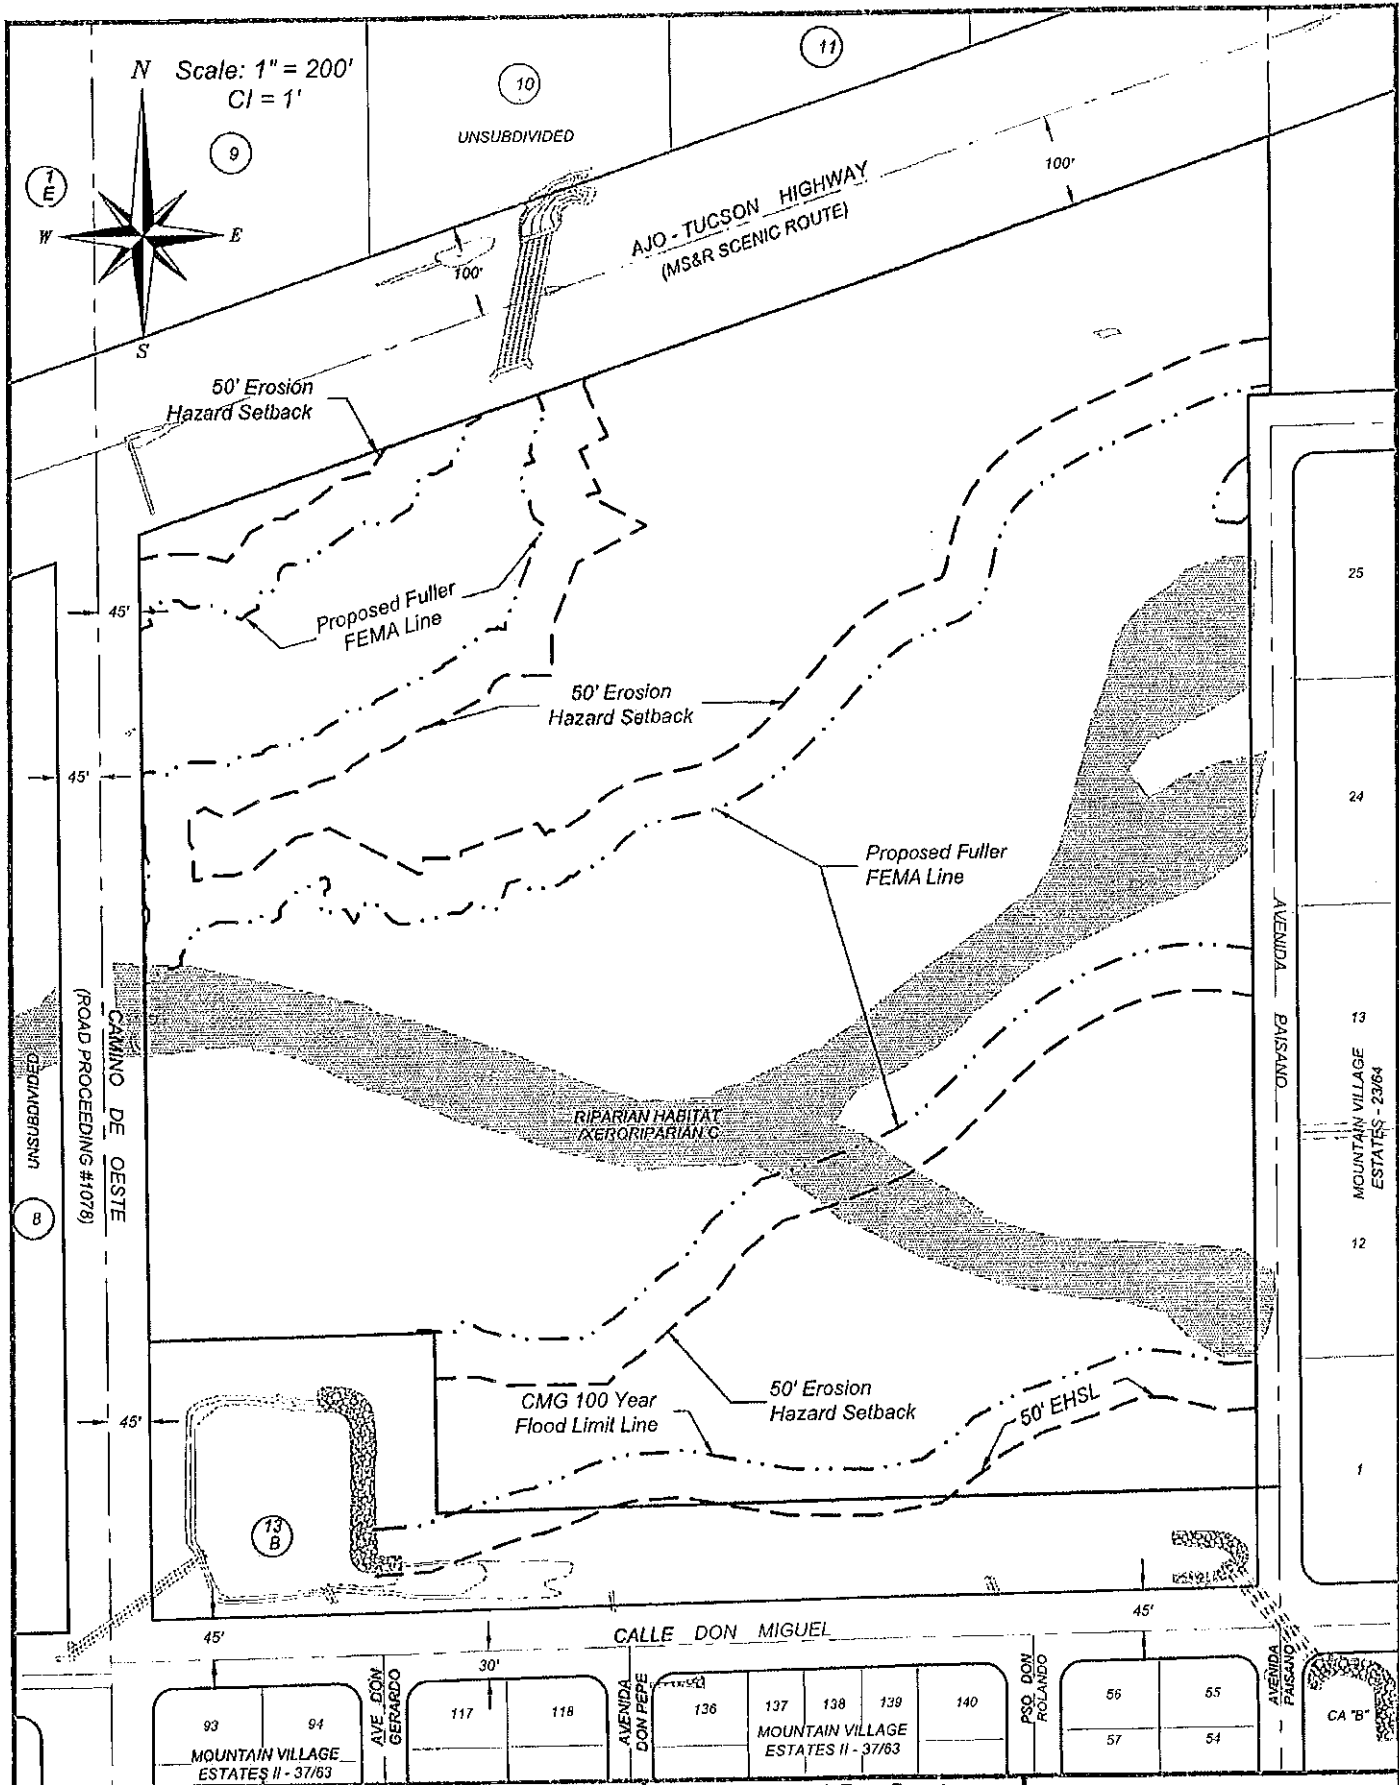 N
Scale: 1" = 200'
CI = 1'
W
E
S
1
E
9
10
UNSUBDIVIDED
11
AJO - TUCSON HIGHWAY
(MS&R SCENIC ROUTE)
100'
100'
50' Erosion
Hazard Setback
45'
Proposed Fuller
FEMA Line
50' Erosion
Hazard Setback
45'
Proposed Fuller
FEMA Line
25
24
AVENIDA PAISANO
13
MOUNTAIN VILLAGE
ESTATES - 23/64
12
1
CAMINO DE OESTE
(ROAD PROCEEDING #1078)
UNSUBDIVIDED
8
RIPARIAN HABITAT
XERORIPARIAN C
45'
CMG 100 Year
Flood Limit Line
50' Erosion
Hazard Setback
50' EHSL
13
B
45'
30'
CALLE DON MIGUEL
45'
93
94
MOUNTAIN VILLAGE
ESTATES II - 37/63
AVE DON
GERARDO
117
118
AVENIDA
DON PEPE
136
137
138
139
140
MOUNTAIN VILLAGE
ESTATES II - 37/63
PSO DON
ROLANDO
56
55
57
54
AVENIDA
PAISANO
CA "B"